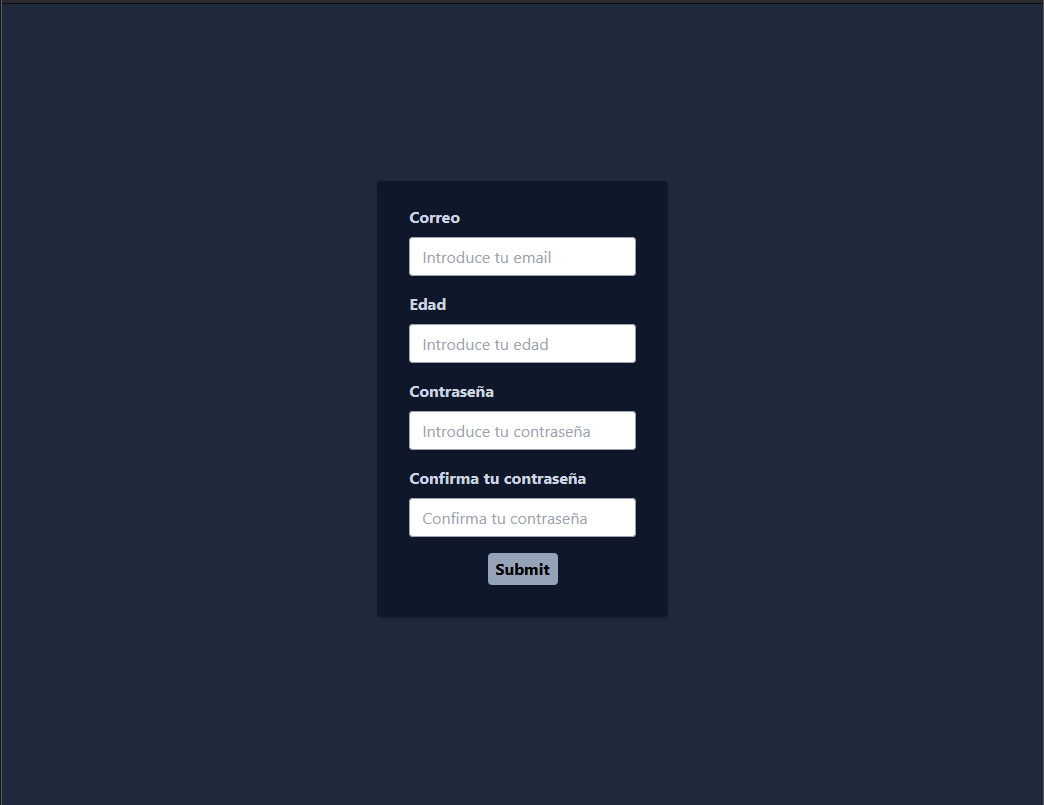 Correo
Introduce tu email
Edad
Introduce tu edad
Contraseña
Introduce tu contraseña
Confirma tu contraseña
Confirma tu contraseña
Submit